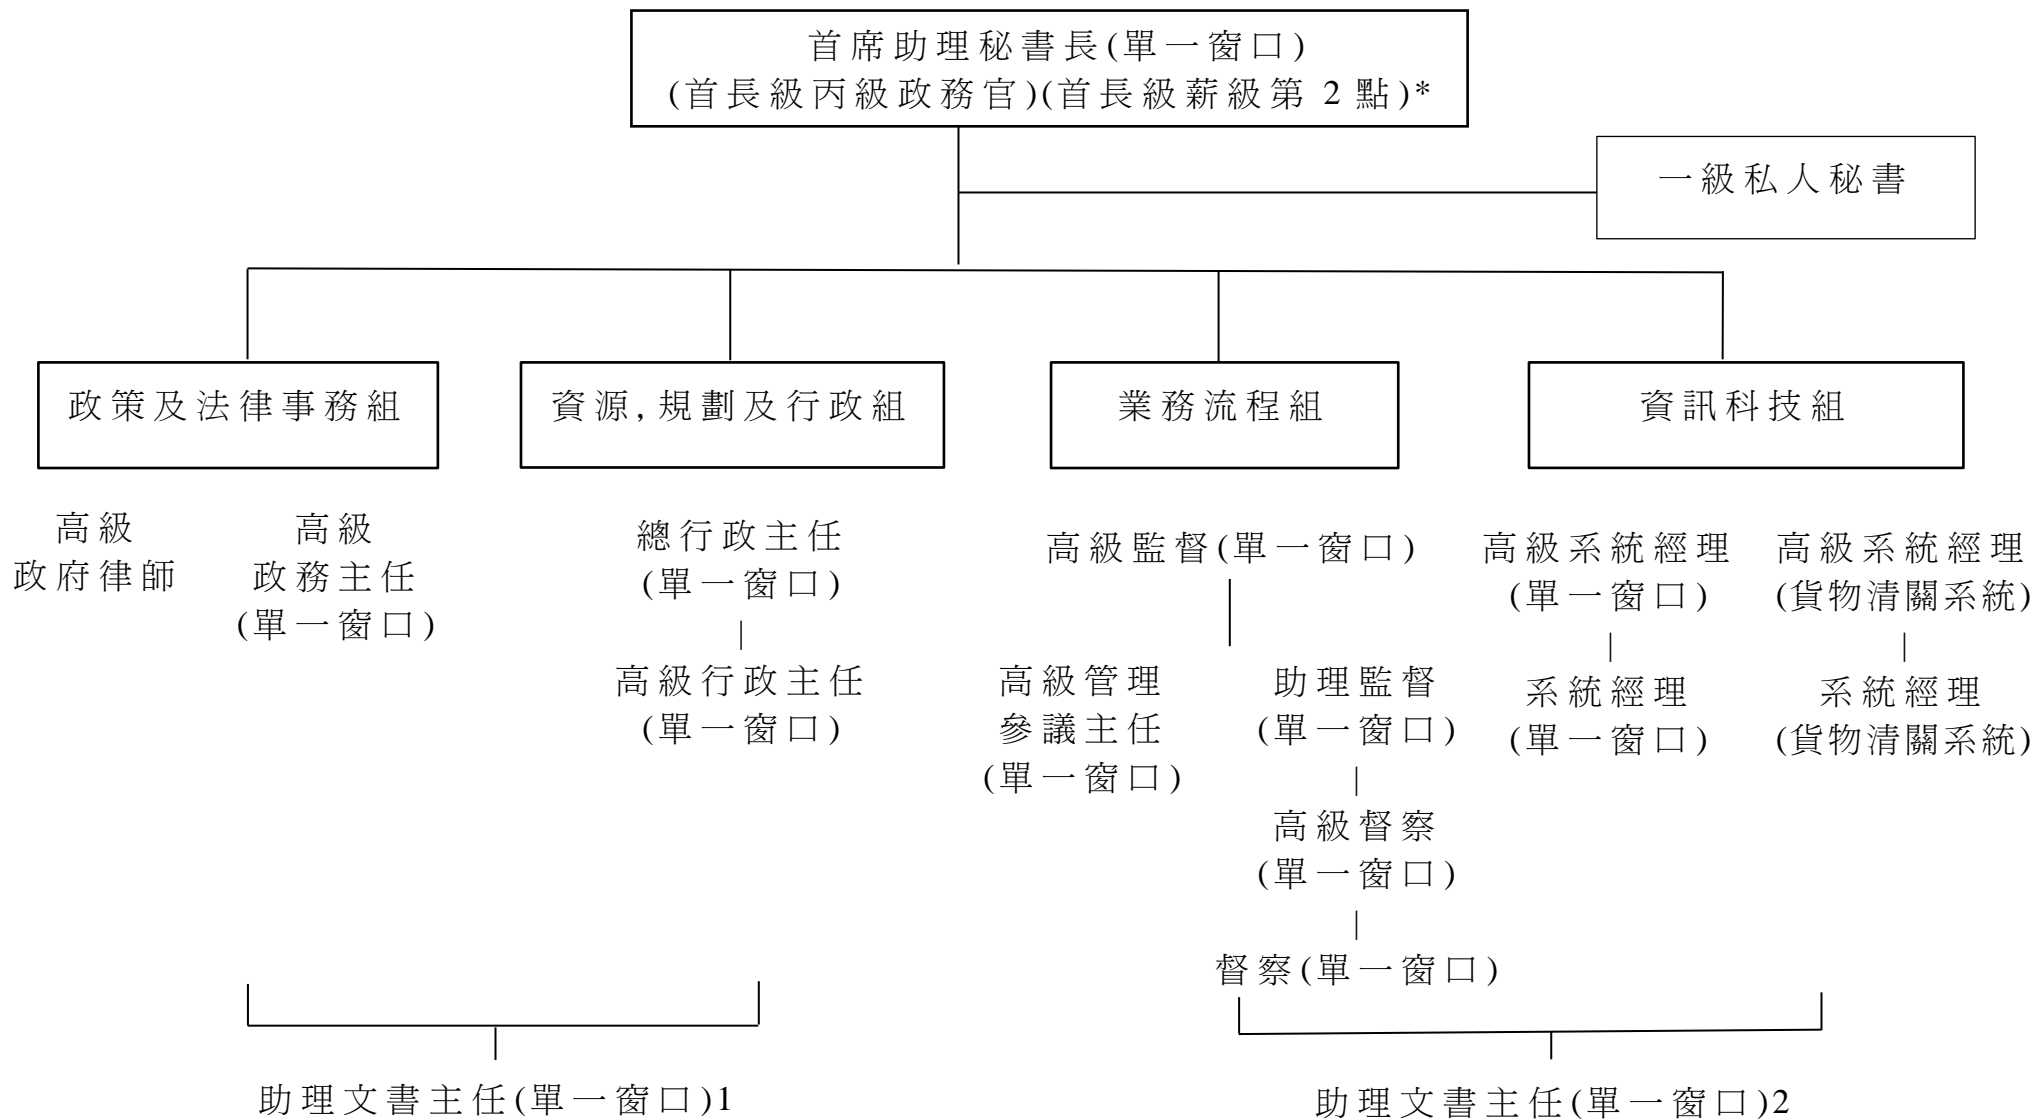 首席助理秘書長(單一窗口)
(首長級丙級政務官)(首長級薪級第 2 點)*
一級私人秘書
政策及法律事務組
資源,規劃及行政組
業務流程組
資訊科技組
高級
政府律師
高級
政務主任
(單一窗口)
總行政主任
(單一窗口)
高級行政主任
(單一窗口)
高級監督(單一窗口)
高級管理
參議主任
(單一窗口)
助理監督
(單一窗口)
高級督察
(單一窗口)
督察(單一窗口)
高級系統經理
(單一窗口)
系統經理
(單一窗口)
高級系統經理
(貨物清關系統)
系統經理
(貨物清關系統)
助理文書主任(單一窗口)1
助理文書主任(單一窗口)2